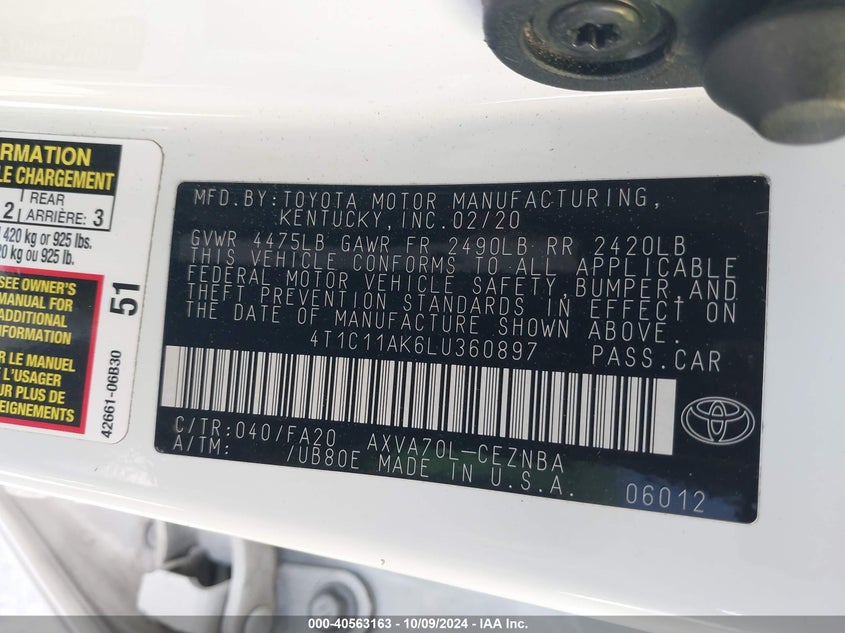 RMATION
LE CHARGEMENT
2 REAR
ARRIÈRE: 3
420 kg or 925 lbs.
20 kg ou 925 lb.
SEE OWNER'S
MANUAL FOR
ADDITIONAL
INFORMATION
R LE MANUEL
L'USAGER
UR PLUS DE
EIGNEMENTS
51
42661-06B30
MFD.BY:TOYOTA MOTOR MANUFACTURING,
KENTUCKY,INC.02/20
GVWR 4475LB GAWR FR 2490LB RR 2420LB
THIS VEHICLE CONFORMS TO ALL APPLICABLE
FEDERAL MOTOR VEHICLE SAFETY,BUMPER,AND
THEFT PREVENTION STANDARDS IN EFFECT ON
THE DATE OF MANUFACTURE SHOWN ABOVE.
4T1C11AK6LU360897 PASS.CAR
C/TR:040/FA20 AXVA70L-CEZNBA
A/TM: /UB80E MADE IN U.S.A.
06012
000-40563163 - 10/09/2024 - IAA Inc.